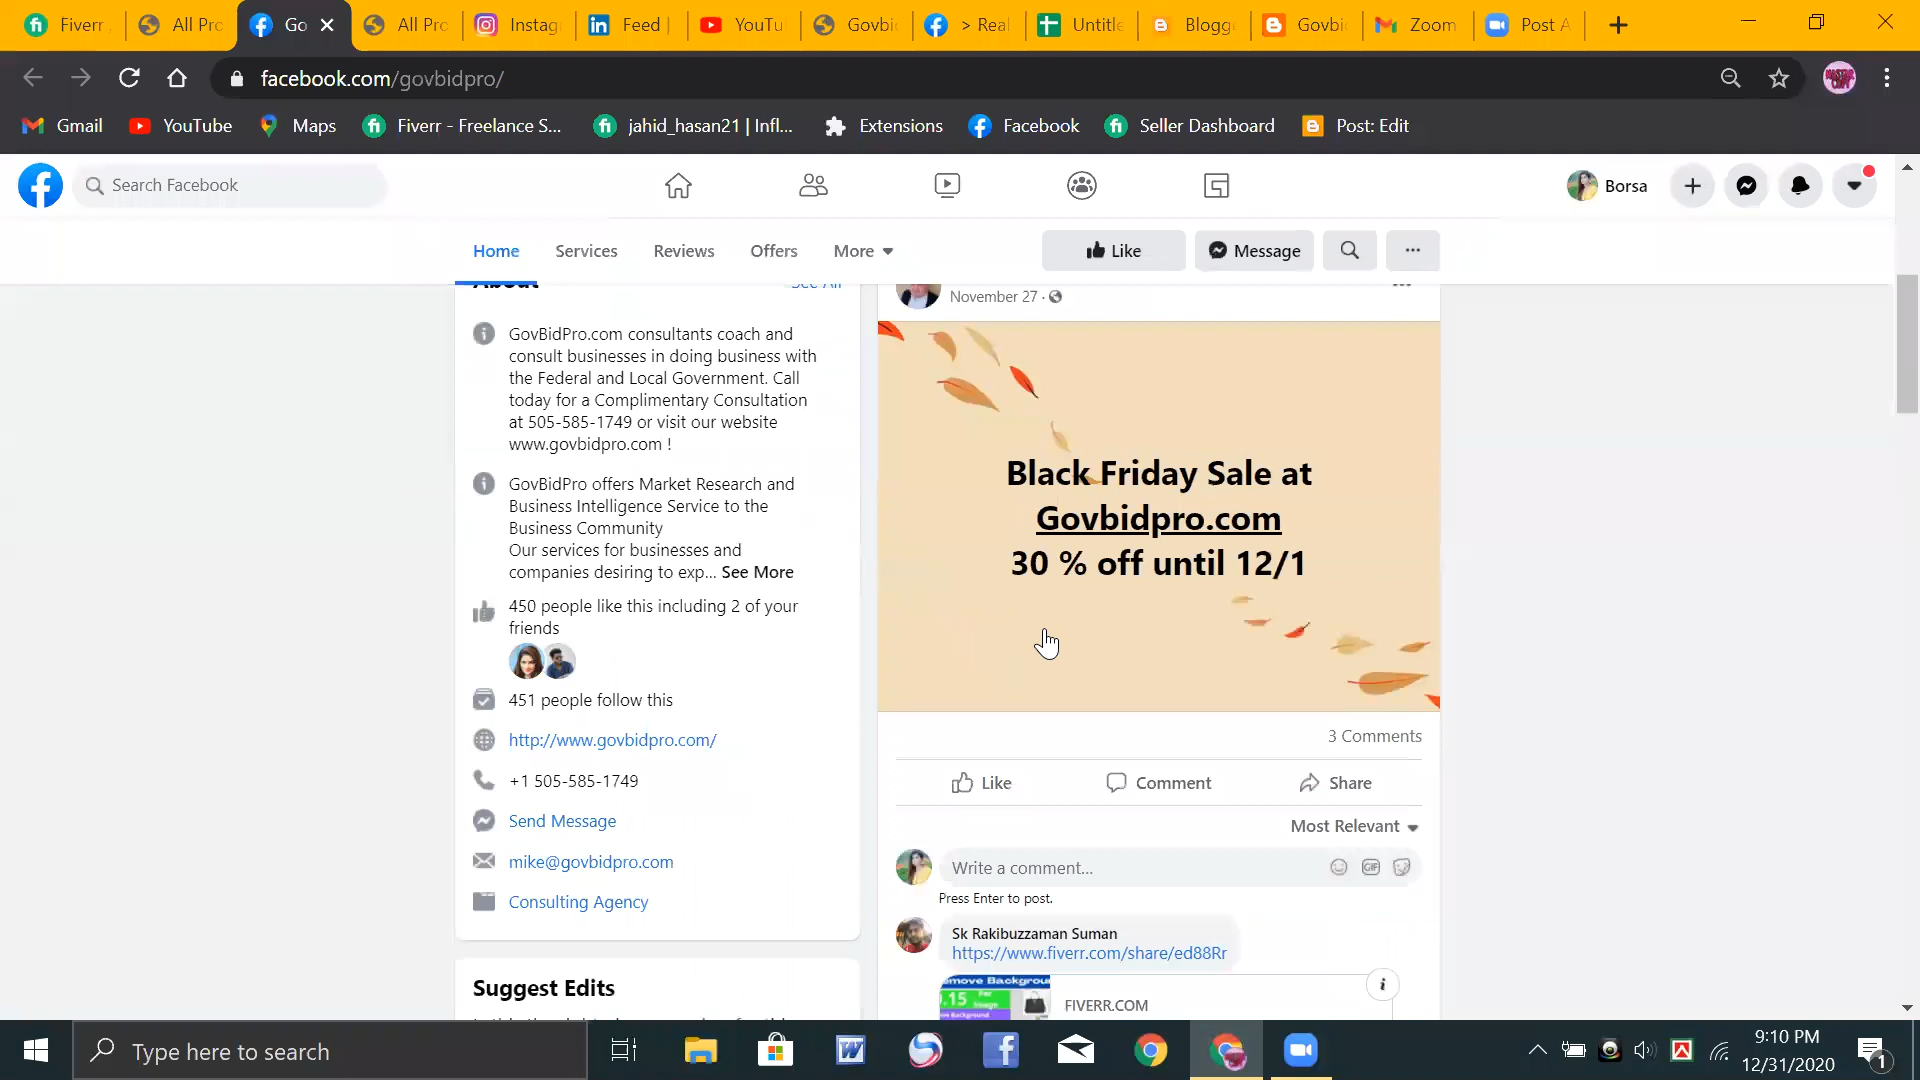 Fiverr
All Pro
Go
All Pro
Instag
Feed |
YouTu
Govbid
> Real
Untitle
Blogge
Govbid
Zoom
Post A
facebook.com/govbidpro/
Gmail
YouTube
Maps
Fiverr - Freelance S...
jahid_hasan21 | Infl...
Extensions
Facebook
Seller Dashboard
Post: Edit
Search Facebook
Borsa
Home
Services
Reviews
Offers
More
Like
Message
About
See All
GovBidPro.com consultants coach and
consult businesses in doing business with
the Federal and Local Government. Call
today for a Complimentary Consultation
at 505-585-1749 or visit our website
www.govbidpro.com !
GovBidPro offers Market Research and
Business Intelligence Service to the
Business Community
Our services for businesses and
companies desiring to exp... See More
450 people like this including 2 of your
friends
451 people follow this
http://www.govbidpro.com/
+1 505-585-1749
Send Message
mike@govbidpro.com
Consulting Agency
Suggest Edits
November 27 ·
Black Friday Sale at
Govbidpro.com
30 % off until 12/1
3 Comments
Like
Comment
Share
Most Relevant
Write a comment...
GIF
Press Enter to post.
Sk Rakibuzzaman Suman
https://www.fiverr.com/share/ed88Rr
FIVERR.COM
Type here to search
9:10 PM
12/31/2020
1